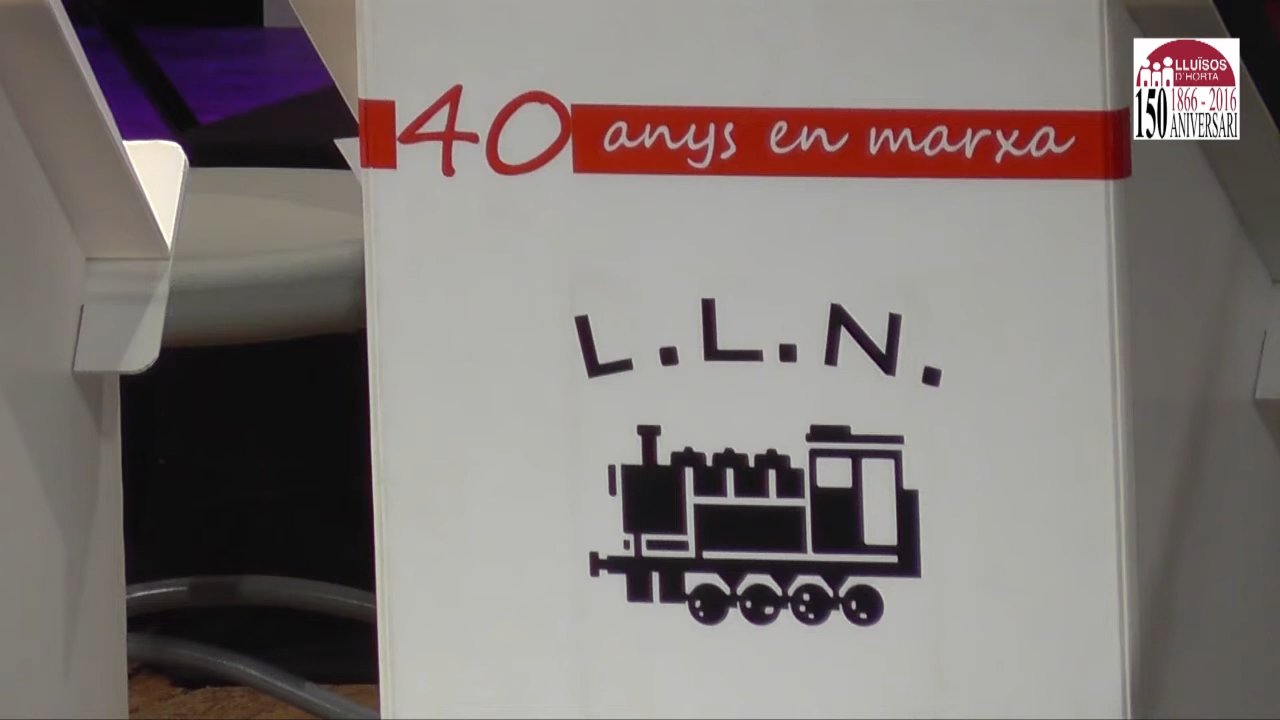 40 anys en marxa
L.L.N.
LLUÏSOS
D'HORTA
150 1866 - 2016
ANIVERSARI